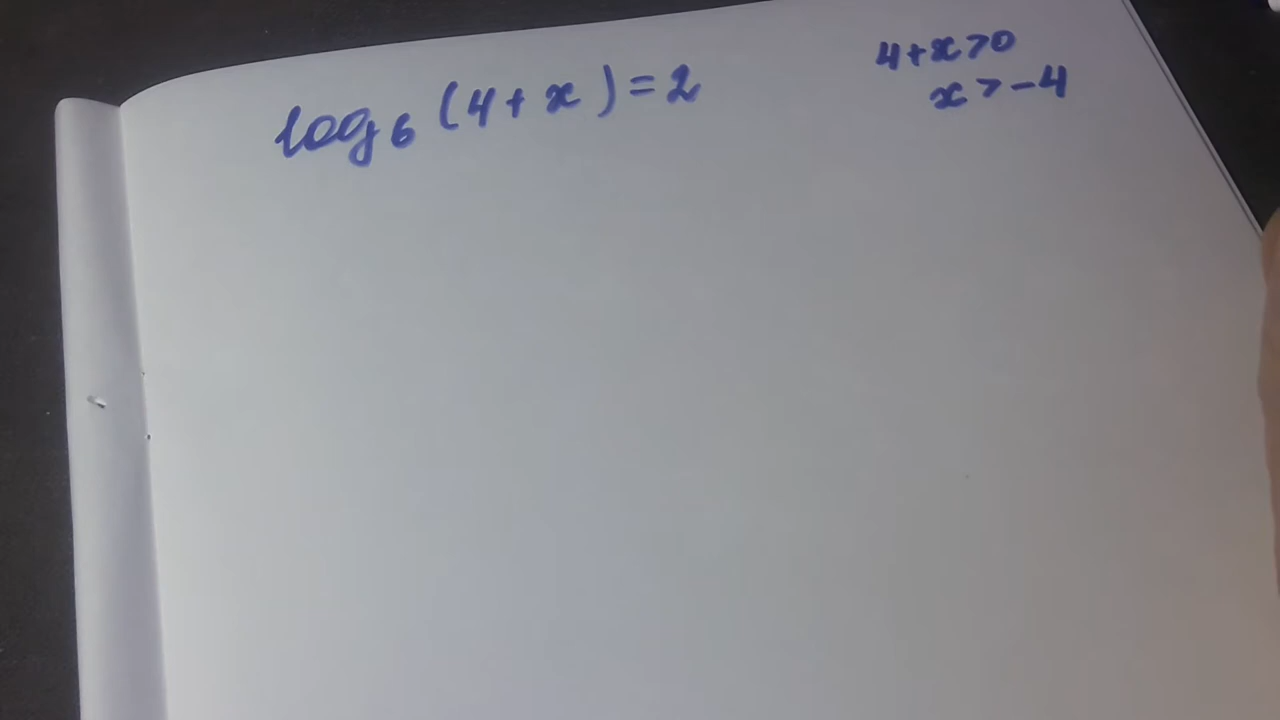 log₆ (4 + x) = 2
4 + x > 0
x > -4